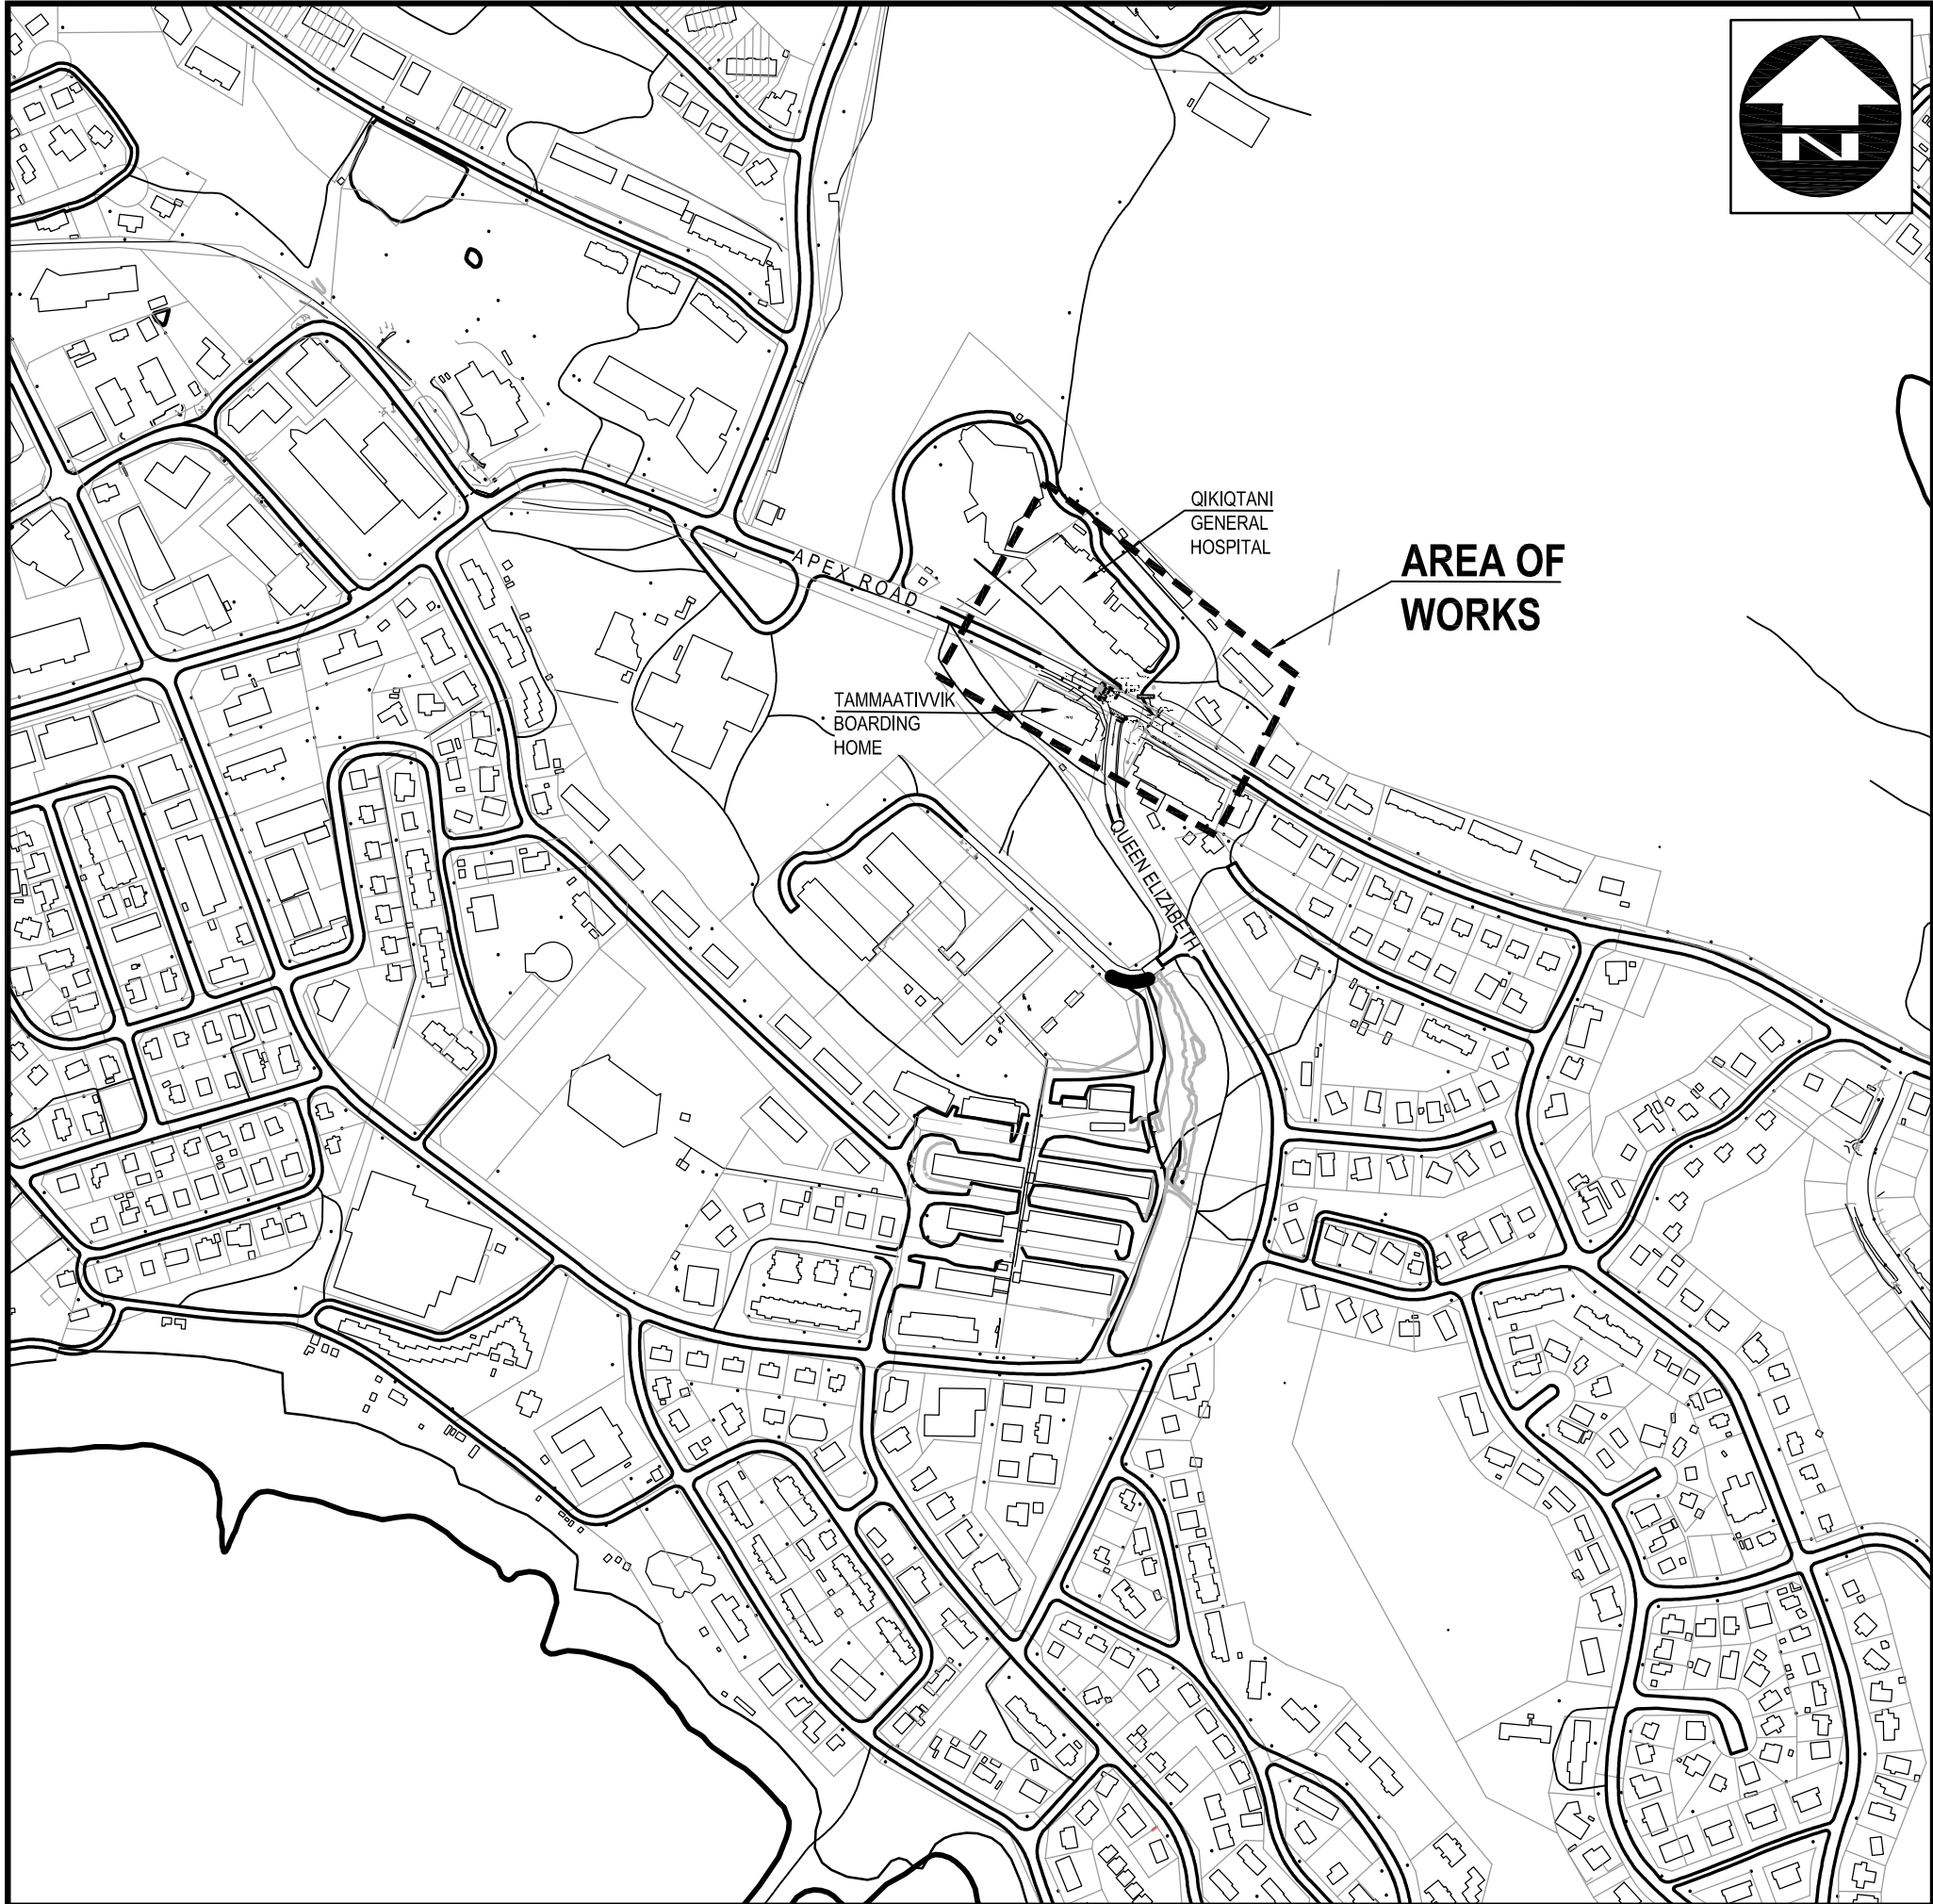 N
QIKIQTANI
GENERAL
HOSPITAL
AREA OF
WORKS
APEX ROAD
TAMMAATIVVIK
BOARDING
HOME
QUEEN ELIZABETH